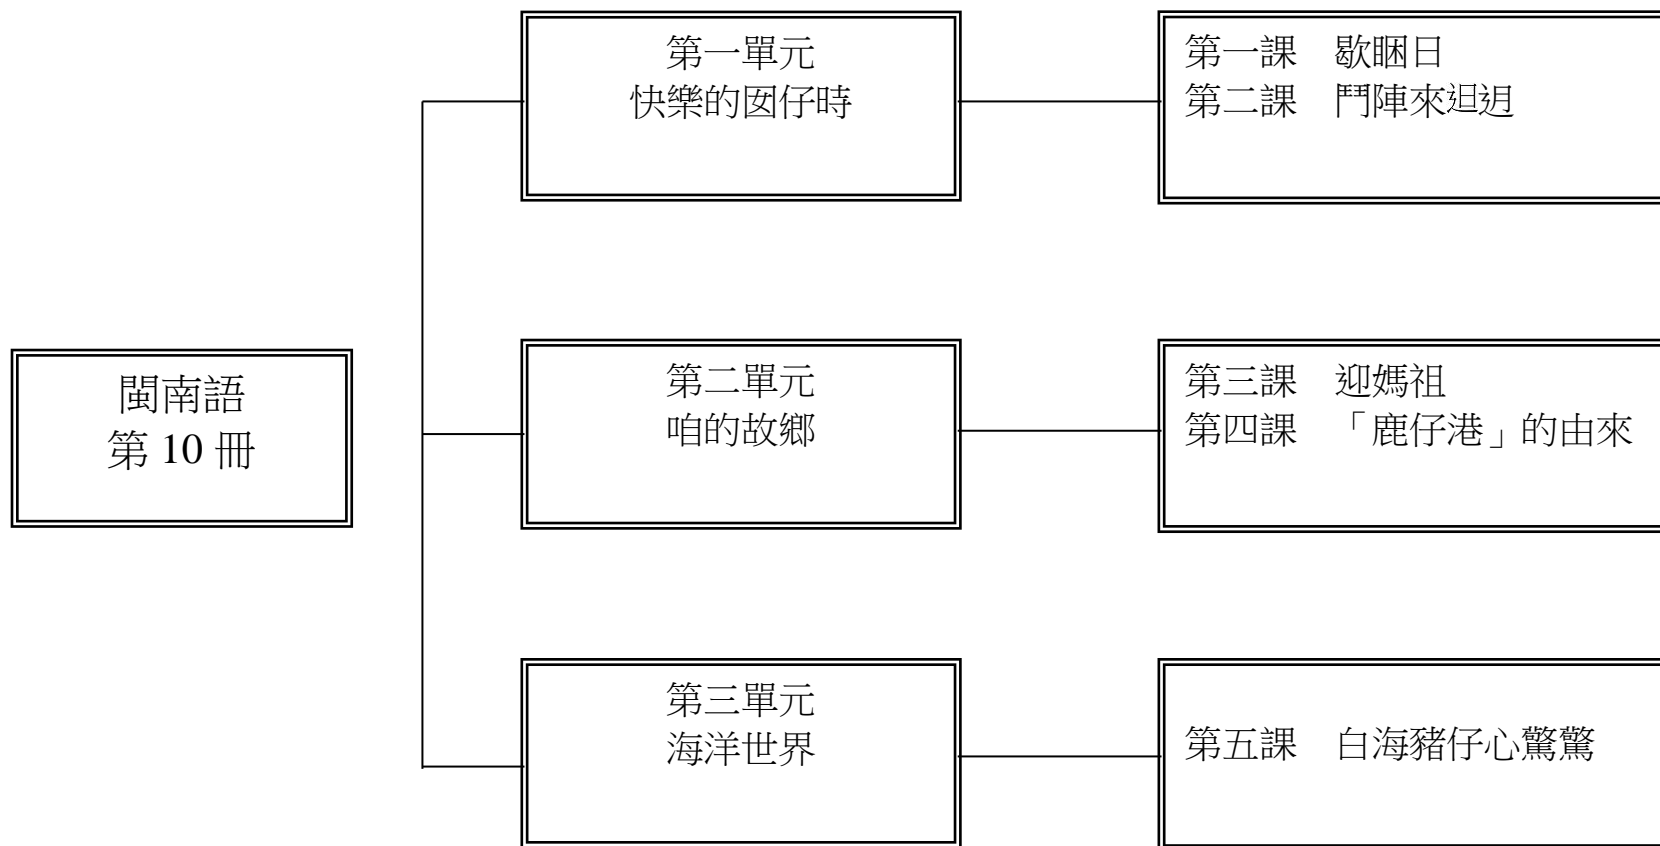 閩南語
第 10 冊
第一單元
快樂的囡仔時
第一課　歇睏日
第二課　鬥陣來𨑨迌
第二單元
咱的故鄉
第三課　迎媽祖
第四課　「鹿仔港」的由來
第三單元
海洋世界
第五課　白海豬仔心驚驚